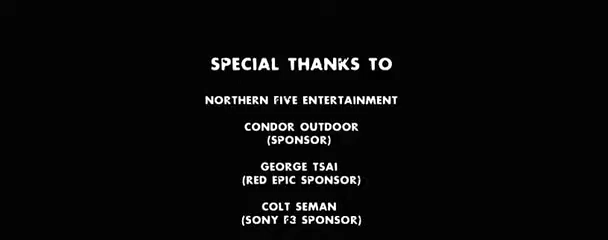 SPECIAL THANKS TO
NORTHERN FIVE ENTERTAINMENT
CONDOR OUTDOOR
(SPONSOR)
GEORGE TSAI
(RED EPIC SPONSOR)
COLT SEMAN
(SONY F3 SPONSOR)